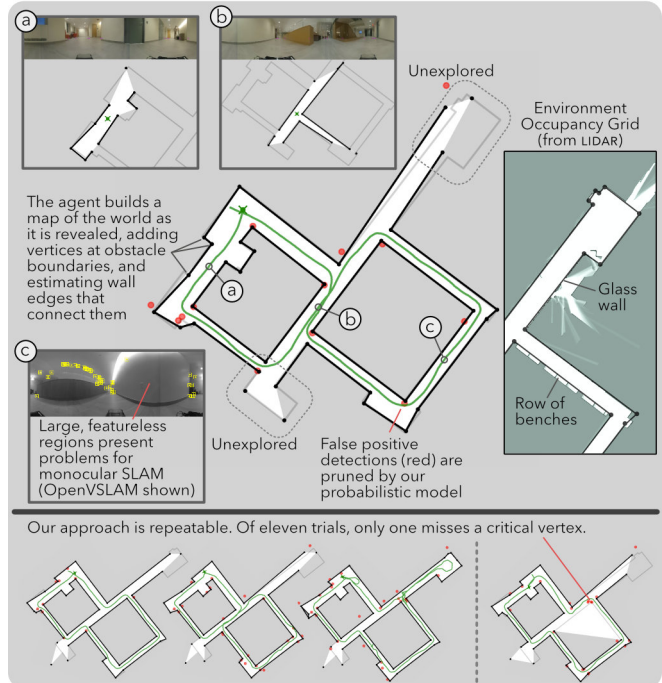 a
b
Unexplored
Environment
Occupancy Grid
(from LIDAR)
The agent builds a
map of the world as
it is revealed, adding
vertices at obstacle
boundaries, and
estimating wall
edges that
connect them
a
b
c
Glass
wall
Row of
benches
c
Large, featureless
regions present
problems for
monocular SLAM
(OpenVSLAM shown)
Unexplored
False positive
detections (red) are
pruned by our
probabilistic model
Our approach is repeatable. Of eleven trials, only one misses a critical vertex.